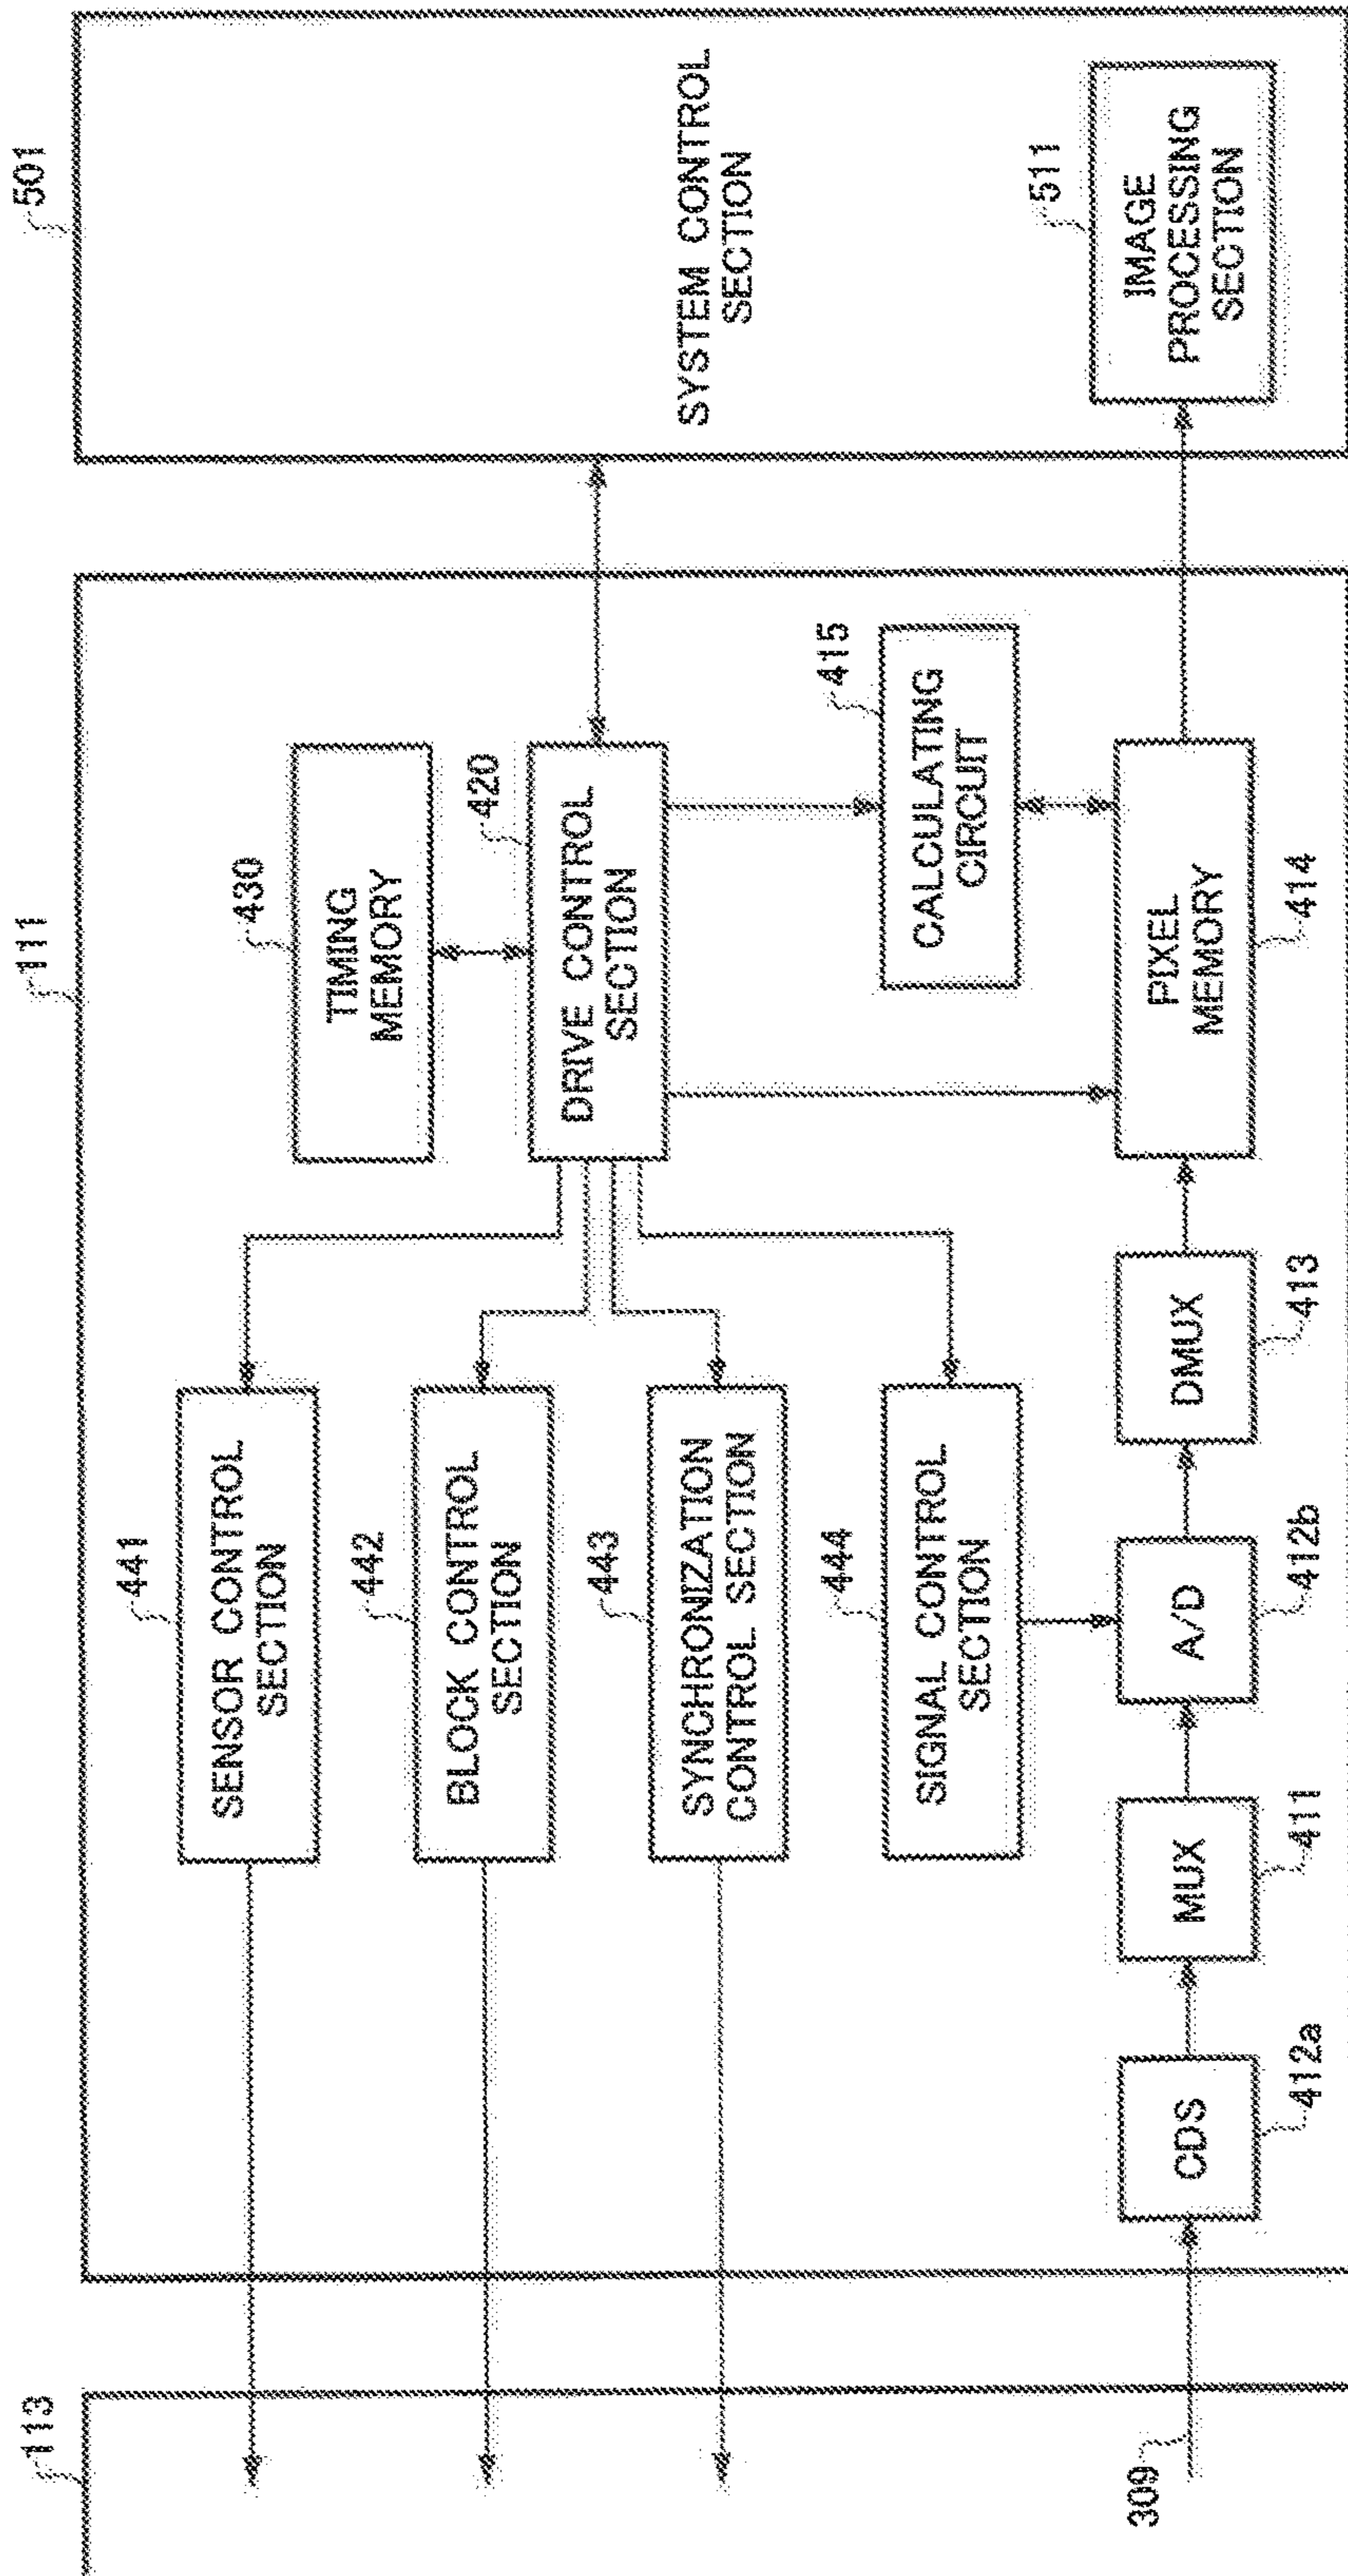 113
111
501
441
SENSOR CONTROL
SECTION
442
BLOCK CONTROL
SECTION
443
SYNCHRONIZATION
CONTROL SECTION
444
SIGNAL CONTROL
SECTION
430
TIMING
MEMORY
420
DRIVE CONTROL
SECTION
415
CALCULATING
CIRCUIT
SYSTEM CONTROL
SECTION
511
IMAGE
PROCESSING
SECTION
309
CDS
412a
MUX
411
A/D
412b
DMUX
413
PIXEL
MEMORY
414